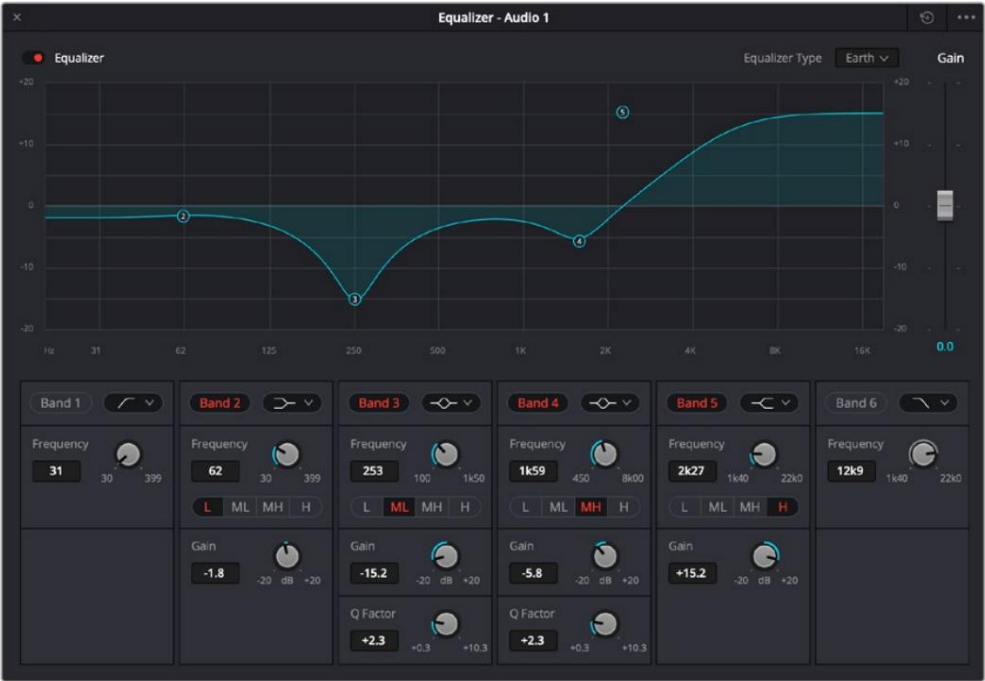 Equalizer - Audio 1
Equalizer
Equalizer Type Earth Gain
+20 +20
5
+10 +10
0 2 0
4
-10 -10
3
-20 -20
Hz 31 62 125 250 500 1K 2K 4K 8K 16K 0.0
Band 1 Band 2 Band 3 Band 4 Band 5 Band 6
Frequency Frequency Frequency Frequency Frequency Frequency
31 30 399 62 30 399 253 100 1k50 1k59 450 8k00 2k27 1k40 22k0 12k9 1k40 22k0
L ML MH H L ML MH H L ML MH H L ML MH H
Gain Gain Gain Gain
-1.8 -20 dB +20 -15.2 -20 dB +20 -5.8 -20 dB +20 +15.2 -20 dB +20
Q Factor Q Factor
+2.3 +0.3 +10.3 +2.3 +0.3 +10.3